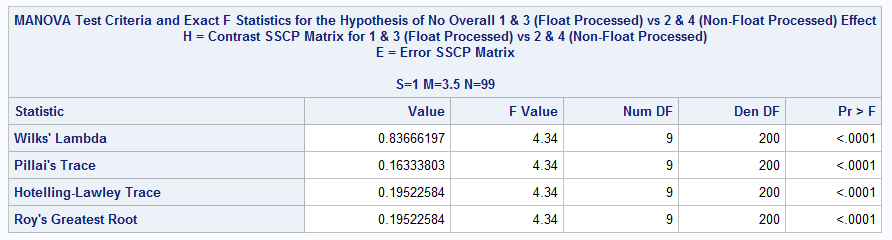 MANOVA Test Criteria and Exact F Statistics for the Hypothesis of No Overall 1 & 3 (Float Processed) vs 2 & 4 (Non-Float Processed) Effect
H = Contrast SSCP Matrix for 1 & 3 (Float Processed) vs 2 & 4 (Non-Float Processed)
E = Error SSCP Matrix
S=1 M=3.5 N=99
Statistic Value F Value Num DF Den DF Pr > F
Wilks' Lambda 0.83666197 4.34 9 200 <.0001
Pillai's Trace 0.16333803 4.34 9 200 <.0001
Hotelling-Lawley Trace 0.19522584 4.34 9 200 <.0001
Roy's Greatest Root 0.19522584 4.34 9 200 <.0001